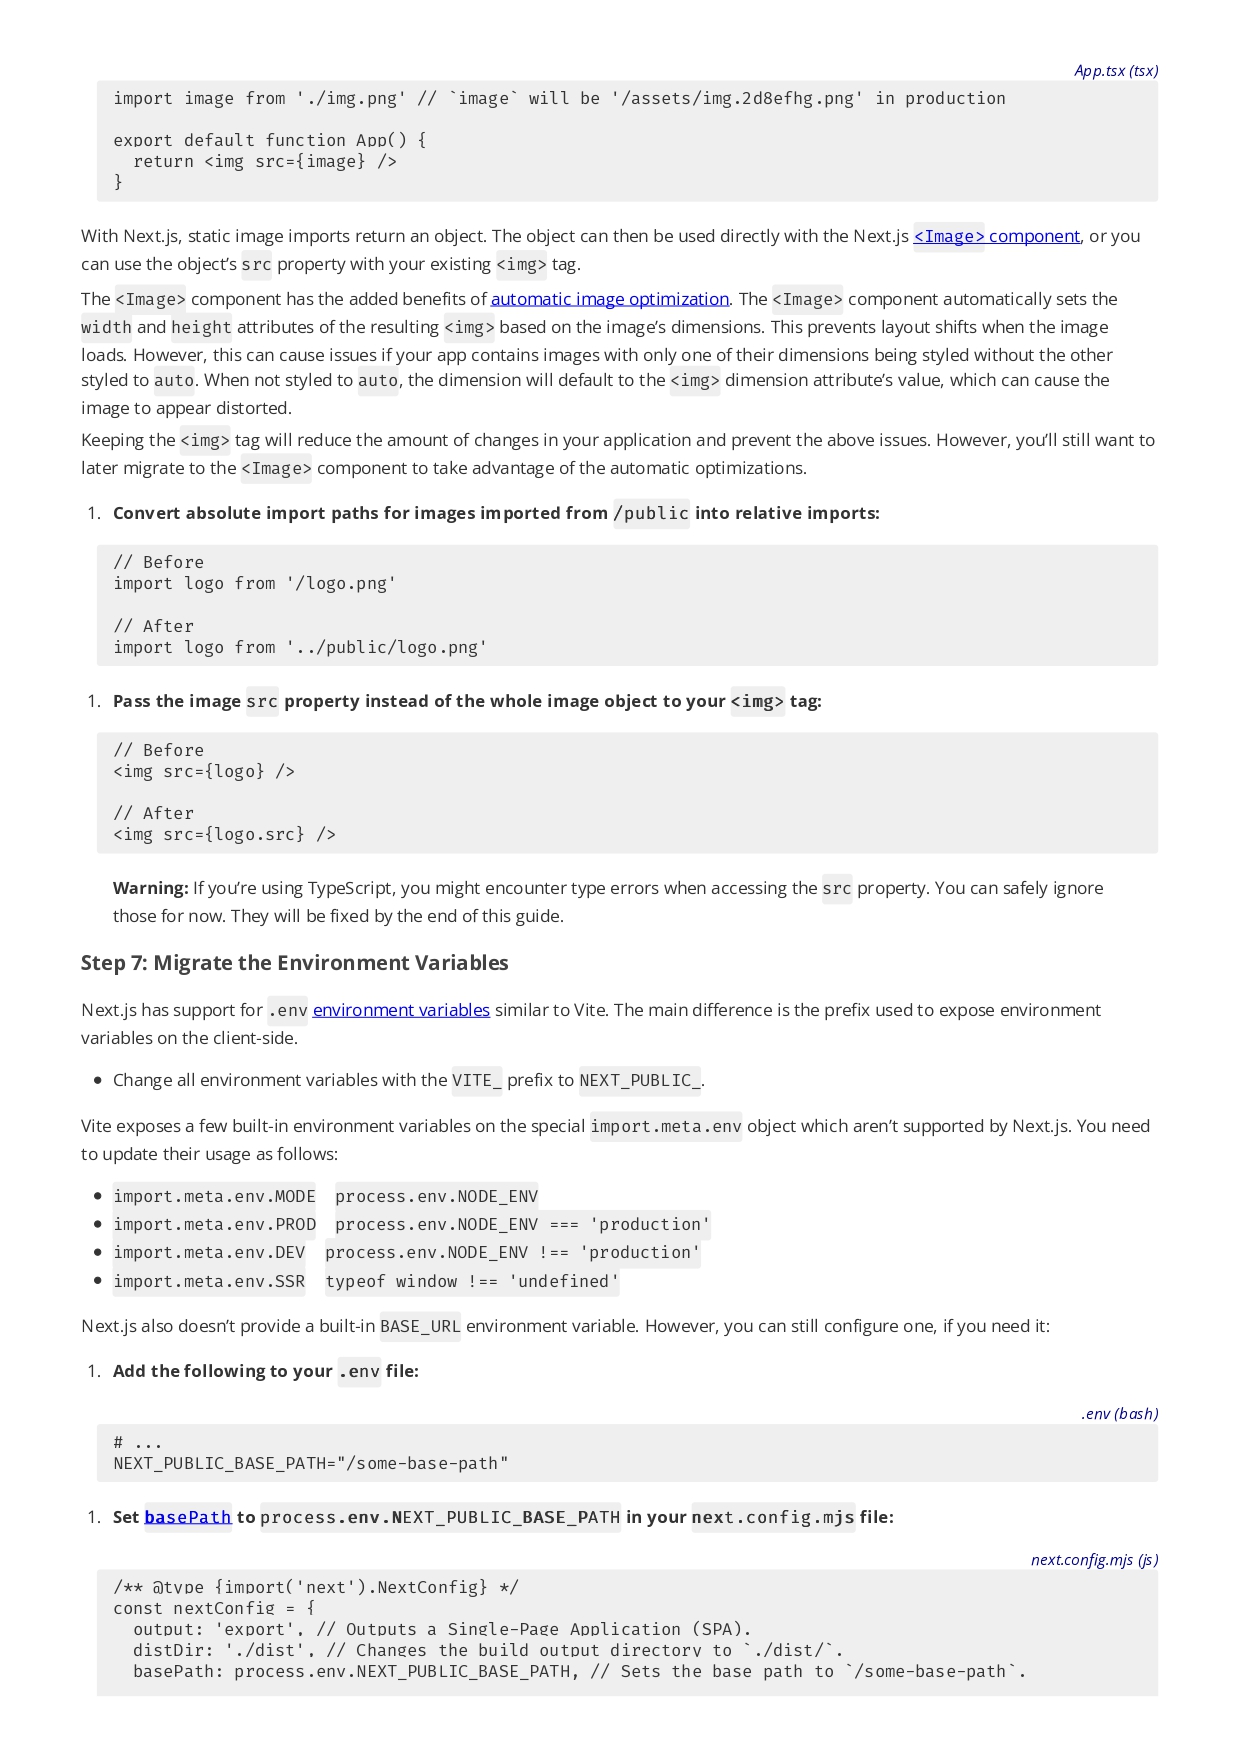 App.tsx (tsx)
import image from './img.png' // `image` will be '/assets/img.2d8efhg.png' in production
export default function App() {
  return <img src={image} />
}
With Next.js, static image imports return an object. The object can then be used directly with the Next.js <Image> component, or you
can use the object’s src property with your existing <img> tag.
The <Image> component has the added benefits of automatic image optimization. The <Image> component automatically sets the
width and height attributes of the resulting <img> based on the image’s dimensions. This prevents layout shifts when the image
loads. However, this can cause issues if your app contains images with only one of their dimensions being styled without the other
styled to auto. When not styled to auto, the dimension will default to the <img> dimension attribute’s value, which can cause the
image to appear distorted.
Keeping the <img> tag will reduce the amount of changes in your application and prevent the above issues. However, you’ll still want to
later migrate to the <Image> component to take advantage of the automatic optimizations.
1. Convert absolute import paths for images imported from /public into relative imports:
// Before
import logo from '/logo.png'
// After
import logo from '../public/logo.png'
1. Pass the image src property instead of the whole image object to your <img> tag:
// Before
<img src={logo} />
// After
<img src={logo.src} />
Warning: If you’re using TypeScript, you might encounter type errors when accessing the src property. You can safely ignore
those for now. They will be fixed by the end of this guide.
Step 7: Migrate the Environment Variables
Next.js has support for .env environment variables similar to Vite. The main difference is the prefix used to expose environment
variables on the client-side.
• Change all environment variables with the VITE_ prefix to NEXT_PUBLIC_.
Vite exposes a few built-in environment variables on the special import.meta.env object which aren’t supported by Next.js. You need
to update their usage as follows:
• import.meta.env.MODE process.env.NODE_ENV
• import.meta.env.PROD process.env.NODE_ENV === 'production'
• import.meta.env.DEV process.env.NODE_ENV !== 'production'
• import.meta.env.SSR typeof window !== 'undefined'
Next.js also doesn’t provide a built-in BASE_URL environment variable. However, you can still configure one, if you need it:
1. Add the following to your .env file:
.env (bash)
# ...
NEXT_PUBLIC_BASE_PATH="/some-base-path"
1. Set basePath to process.env.NEXT_PUBLIC_BASE_PATH in your next.config.mjs file:
next.config.mjs (js)
/** @type {import('next').NextConfig} */
const nextConfig = {
  output: 'export', // Outputs a Single-Page Application (SPA).
  distDir: './dist', // Changes the build output directory to `./dist/`.
  basePath: process.env.NEXT_PUBLIC_BASE_PATH, // Sets the base path to `/some-base-path`.